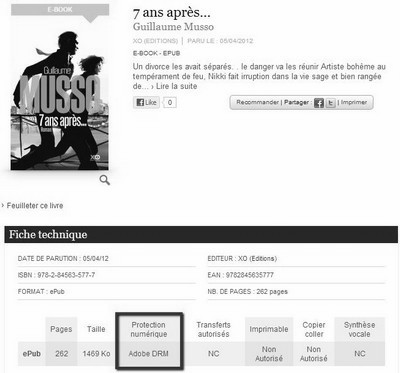 E-BOOK
Guillaume
MUSSO
7 ans après...
XO
7 ans après...
Guillaume Musso
XO (EDITIONS) | PARU LE : 05/04/2012
E-BOOK - EPUB
Un divorce les avait séparés. . le danger va les réunir Artiste bohème au
tempérament de feu, Nikki fait irruption dans la vie sage et bien rangée
de... › Lire la suite
Like 0
Recommander | Partager : | Imprimer
› Feuilleter ce livre
Fiche technique
DATE DE PARUTION : 05/04/12
EDITEUR : XO (Editions)
ISBN : 978-2-84563-577-7
EAN : 9782845635777
FORMAT : ePub
NB. DE PAGES : 262 pages
Pages Taille Protection numérique Transferts autorisés Imprimable Copier coller Synthèse vocale
ePub 262 1469 Ko Adobe DRM NC Non Autorisé Non Autorisé NC